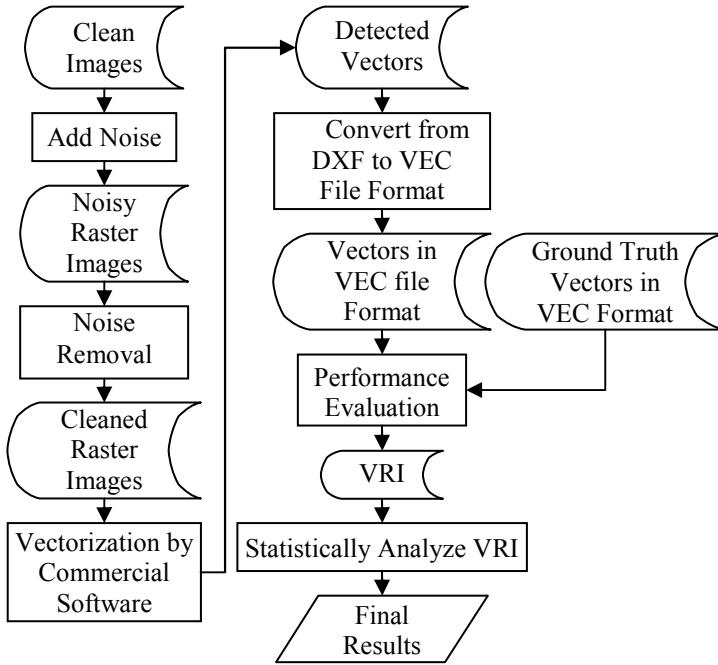 Clean
Images
Add Noise
Noisy
Raster
Images
Noise
Removal
Cleaned
Raster
Images
Vectorization by
Commercial
Software
Detected
Vectors
Convert from
DXF to VEC
File Format
Vectors in
VEC file
Format
Ground Truth
Vectors in
VEC Format
Performance
Evaluation
VRI
Statistically Analyze VRI
Final
Results